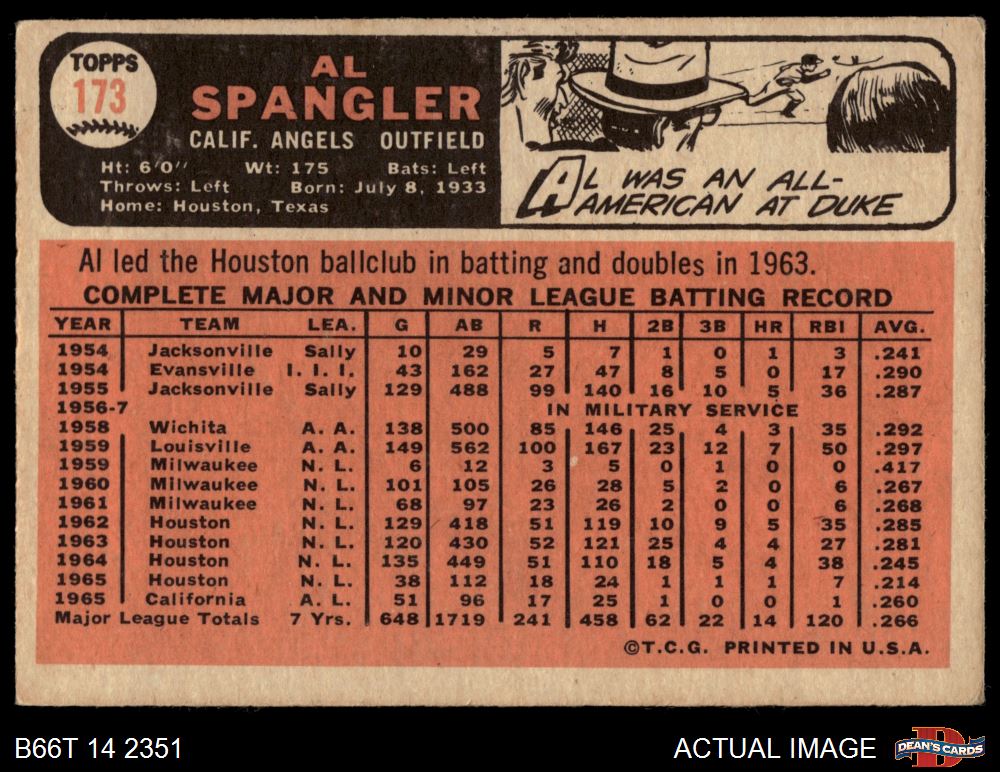 TOPPS
173
AL
SPANGLER
CALIF. ANGELS OUTFIELD
Ht: 6'0" Wt: 175 Bats: Left
Throws: Left Born: July 8, 1933
Home: Houston, Texas
AL WAS AN ALL-
AMERICAN AT DUKE
Al led the Houston ballclub in batting and doubles in 1963.
COMPLETE MAJOR AND MINOR LEAGUE BATTING RECORD
YEAR TEAM LEA. G AB R H 2B 3B HR RBI AVG.
1954 Jacksonville Sally 10 29 5 7 1 0 1 3 .241
1954 Evansville I. I. I. 43 162 27 47 8 5 0 17 .290
1955 Jacksonville Sally 129 488 99 140 16 10 5 36 .287
1956-7 IN MILITARY SERVICE
1958 Wichita A. A. 138 500 85 146 25 4 3 35 .292
1959 Louisville A. A. 149 562 100 167 23 12 7 50 .297
1959 Milwaukee N. L. 6 12 3 5 0 1 0 0 .417
1960 Milwaukee N. L. 101 105 26 28 5 2 0 6 .267
1961 Milwaukee N. L. 68 97 23 26 2 0 0 6 .268
1962 Houston N. L. 129 418 51 119 10 9 5 35 .285
1963 Houston N. L. 120 430 52 121 25 4 4 27 .281
1964 Houston N. L. 135 449 51 110 18 5 4 38 .245
1965 Houston N. L. 38 112 18 24 1 1 1 7 .214
1965 California A. L. 51 96 17 25 1 0 0 1 .260
Major League Totals 7 Yrs. 648 1719 241 458 62 22 14 120 .266
©T.C.G. PRINTED IN U.S.A.
B66T 14 2351
ACTUAL IMAGE
D
DEAN'S CARDS